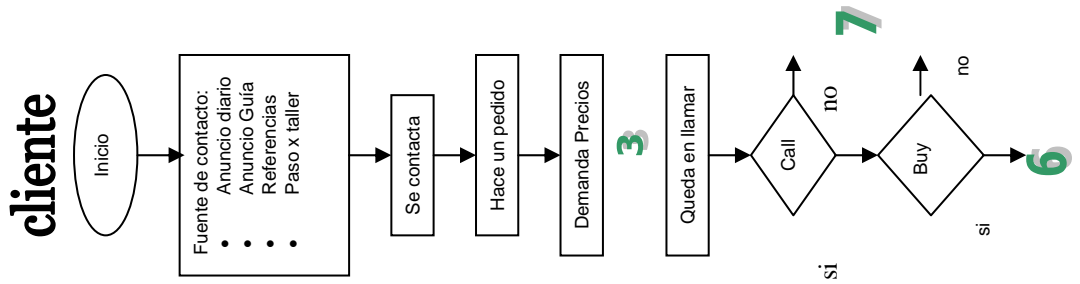 cliente
Inicio
Fuente de contacto:
• Anuncio diario
• Anuncio Guía
• Referencias
• Paso x taller
Se contacta
Hace un pedido
Demanda Precios
3
Queda en llamar
Call
no
7
si
Buy
no
si
6